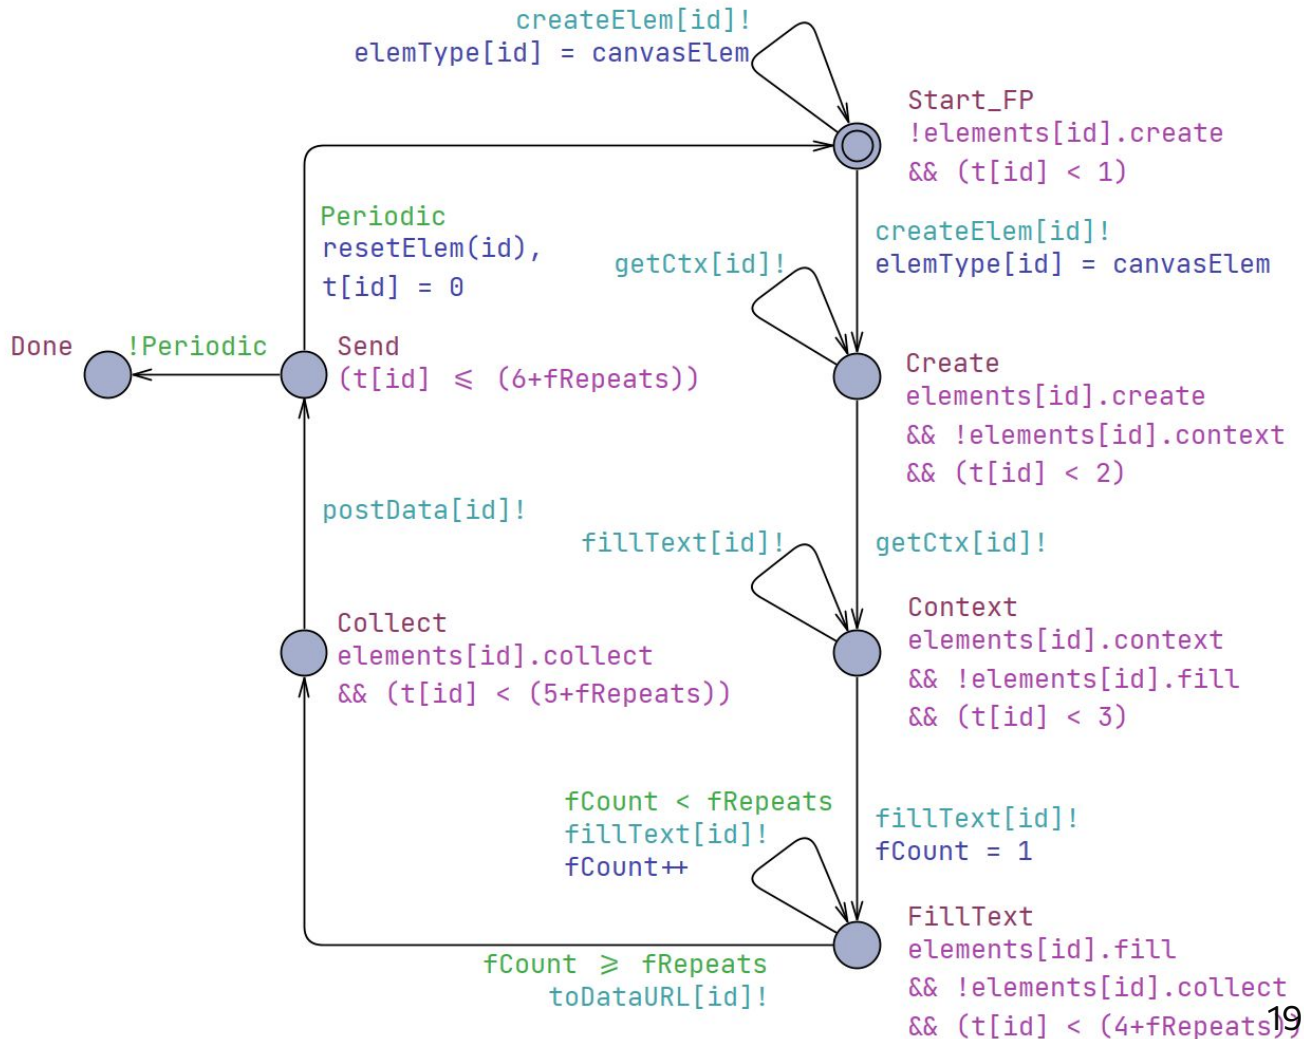 createElem[id]!
elemType[id] = canvasElem
Start_FP
!elements[id].create
&& (t[id] < 1)
Periodic
resetElem(id),
t[id] = 0
createElem[id]!
elemType[id] = canvasElem
getCtx[id]!
Done
!Periodic
Send
(t[id] ⩽ (6+fRepeats))
Create
elements[id].create
&& !elements[id].context
&& (t[id] < 2)
postData[id]!
fillText[id]!
getCtx[id]!
Collect
elements[id].collect
&& (t[id] < (5+fRepeats))
Context
elements[id].context
&& !elements[id].fill
&& (t[id] < 3)
fCount < fRepeats
fillText[id]!
fCount++
fillText[id]!
fCount = 1
fCount ⩾ fRepeats
toDataURL[id]!
FillText
elements[id].fill
&& !elements[id].collect
&& (t[id] < (4+fRepeats))
19